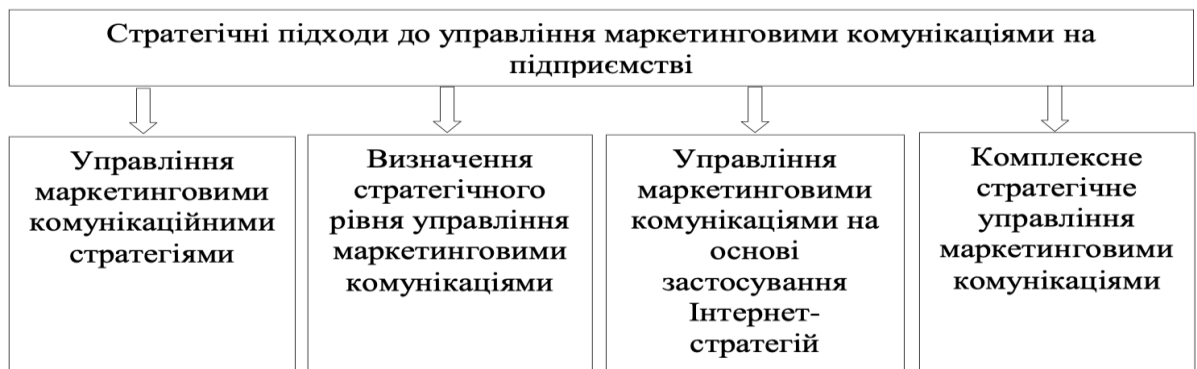 Стратегічні підходи до управління маркетинговими комунікаціями на
підприємстві
Управління
маркетинговими
комунікаційними
стратегіями
Визначення
стратегічного
рівня управління
маркетинговими
комунікаціями
Управління
маркетинговими
комунікаціями на
основі
застосування
Інтернет-
стратегій
Комплексне
стратегічне
управління
маркетинговими
комунікаціями